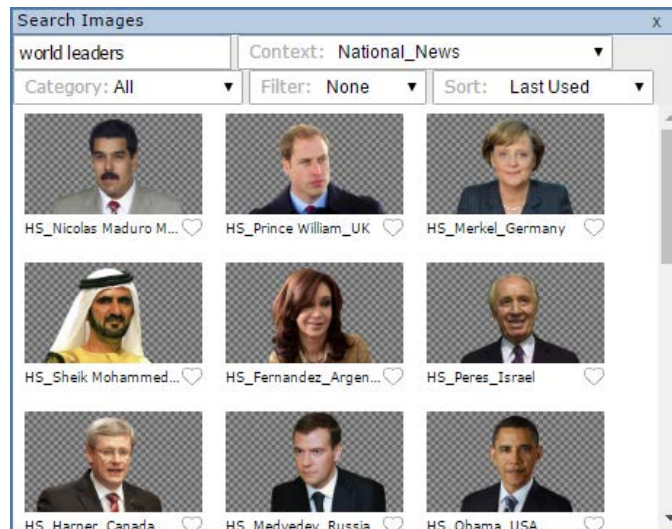 Search Images x
world leaders Context: National_News
Category: All Filter: None Sort: Last Used
HS_Nicolas Maduro M... HS_Prince William_UK HS_Merkel_Germany
HS_Sheik Mohammed... HS_Fernandez_Argen... HS_Peres_Israel
HS_Harper_Canada HS_Medvedev_Russia HS_Obama_USA